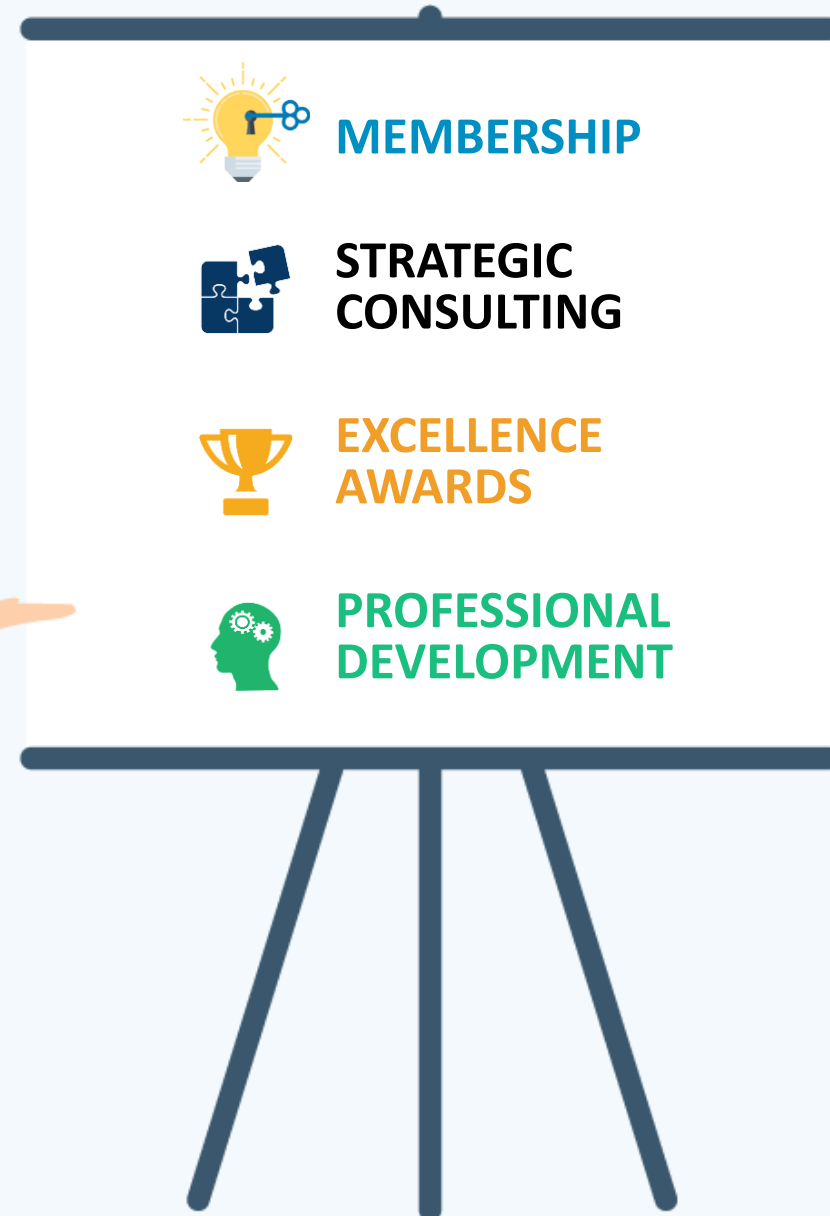 MEMBERSHIP
STRATEGIC
CONSULTING
EXCELLENCE
AWARDS
PROFESSIONAL
DEVELOPMENT